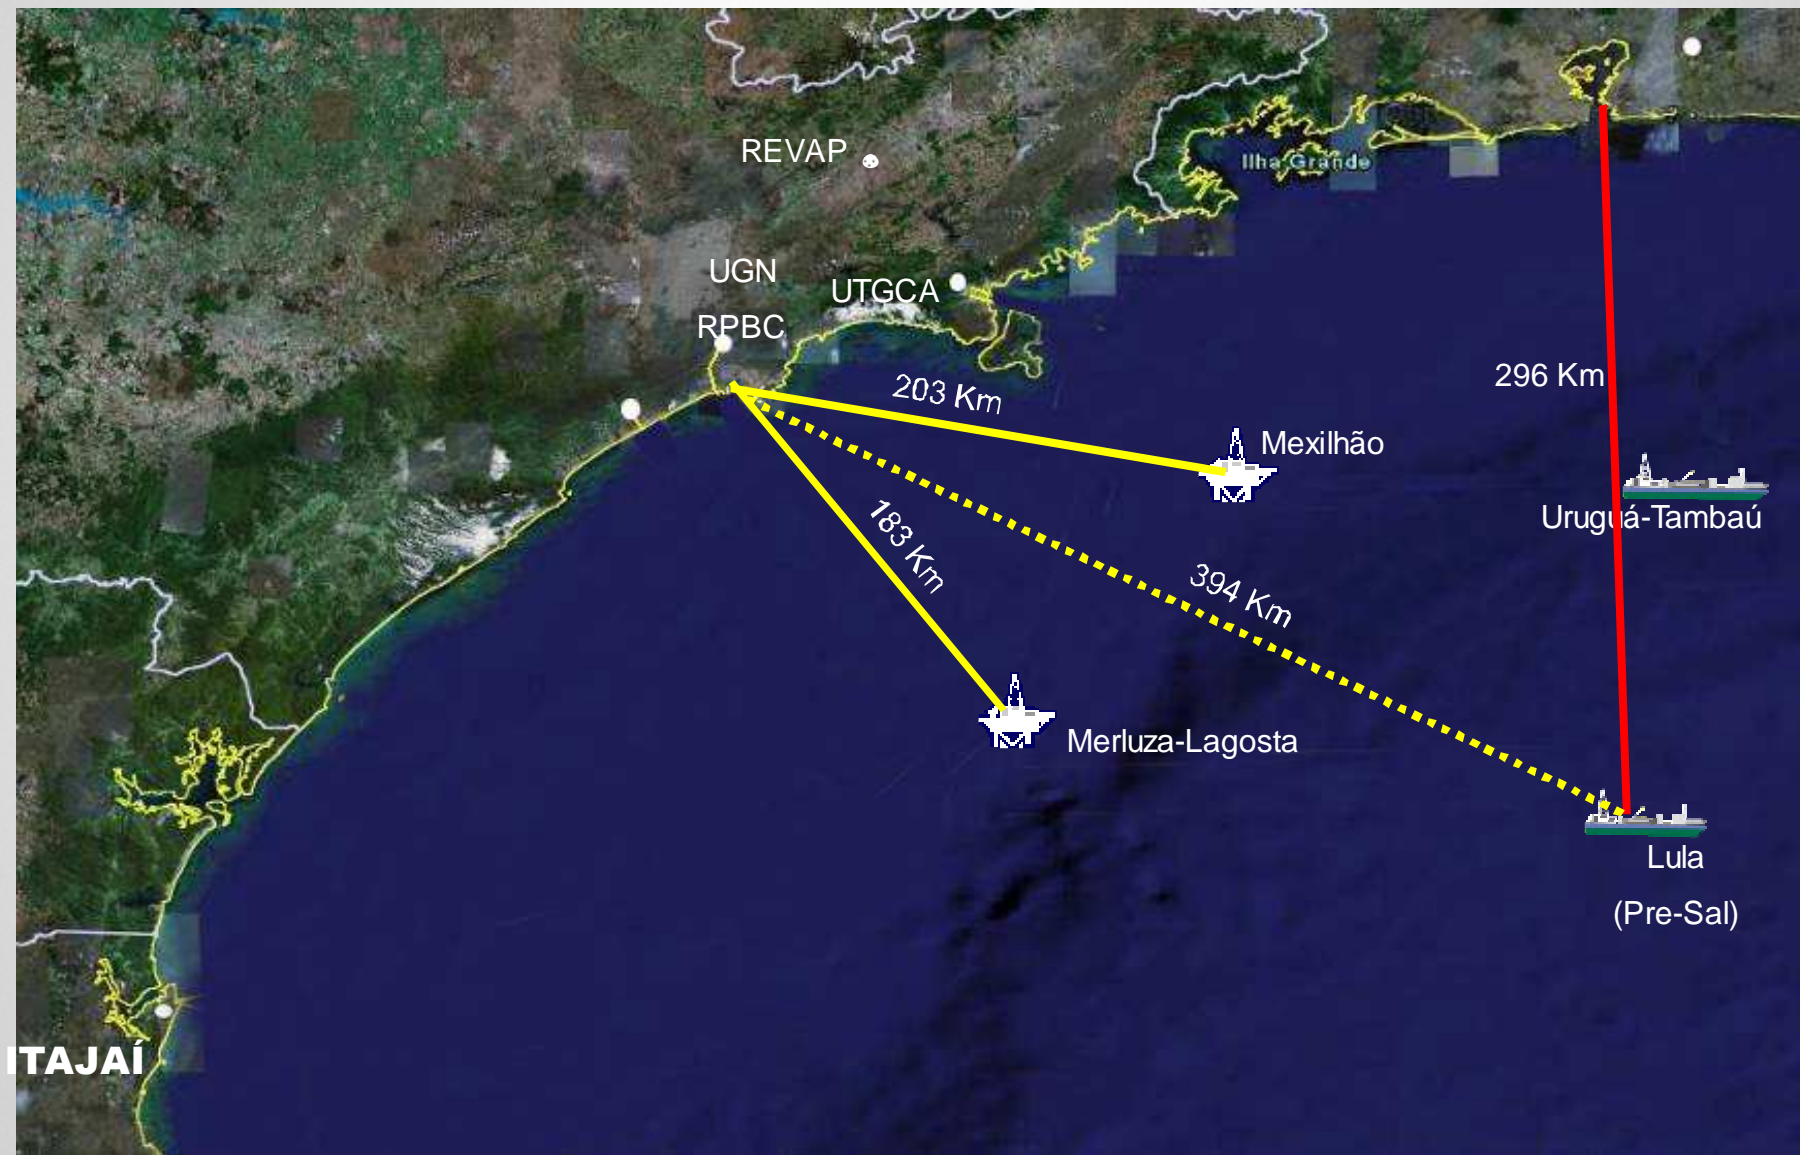 REVAP
Ilha Grande
UGN
UTGCA
RPBC
296 Km
203 Km
Mexilhão
183 Km
Uruguá-Tambaú
394 Km
Merluza-Lagosta
Lula
(Pre-Sal)
ITAJAÍ